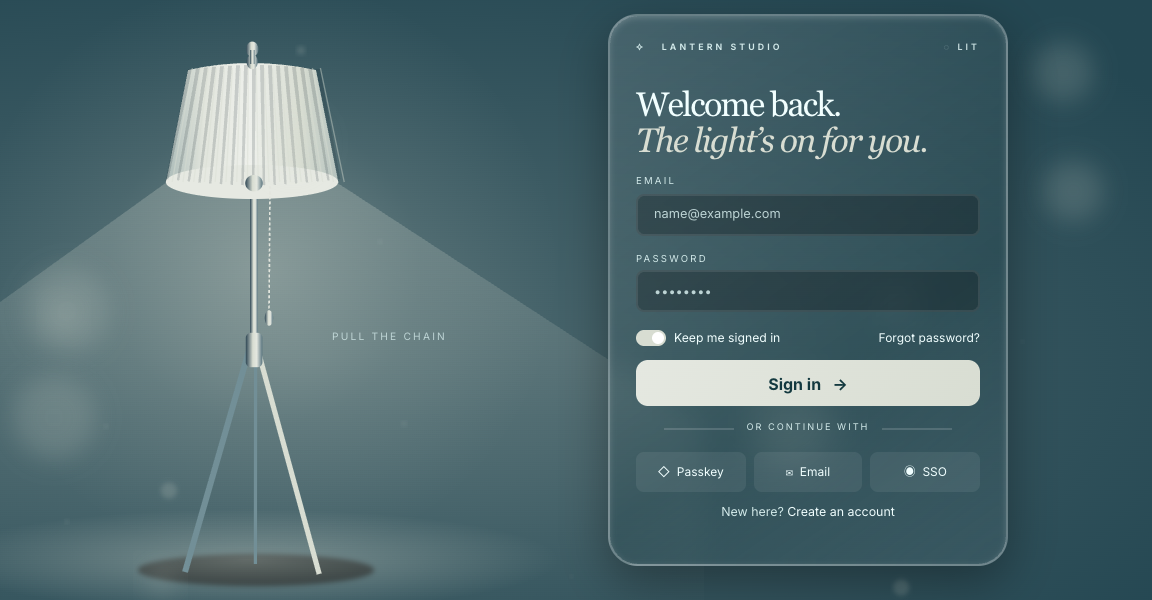 LANTERN STUDIO
LIT
Welcome back.
The light’s on for you.
EMAIL
name@example.com
PASSWORD
••••••••
PULL THE CHAIN
Keep me signed in
Forgot password?
Sign in →
OR CONTINUE WITH
Passkey
Email
SSO
New here? Create an account